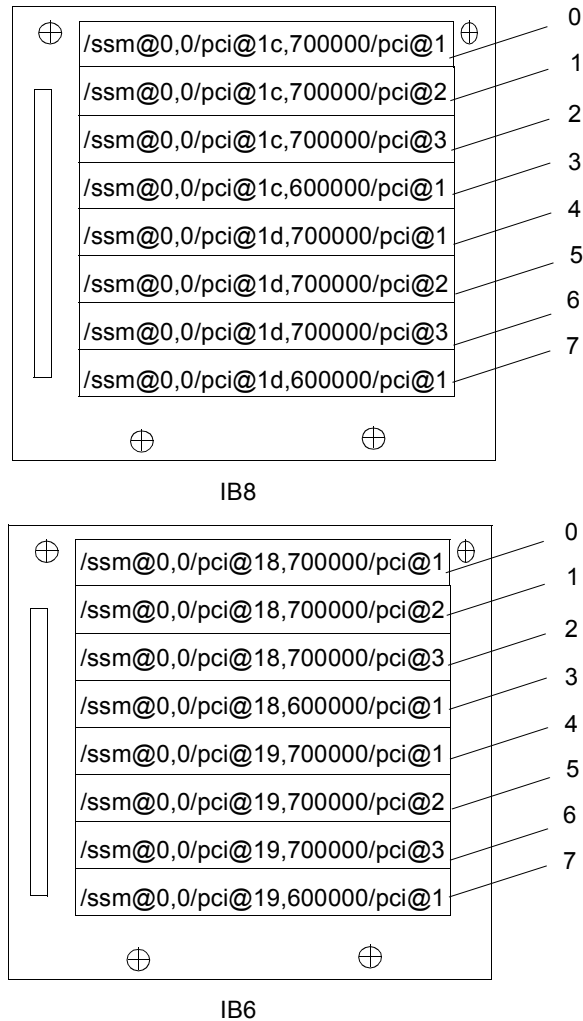 /ssm@0,0/pci@1c,700000/pci@1 0
/ssm@0,0/pci@1c,700000/pci@2 1
/ssm@0,0/pci@1c,700000/pci@3 2
/ssm@0,0/pci@1c,600000/pci@1 3
/ssm@0,0/pci@1d,700000/pci@1 4
/ssm@0,0/pci@1d,700000/pci@2 5
/ssm@0,0/pci@1d,700000/pci@3 6
/ssm@0,0/pci@1d,600000/pci@1 7
IB8
/ssm@0,0/pci@18,700000/pci@1 0
/ssm@0,0/pci@18,700000/pci@2 1
/ssm@0,0/pci@18,700000/pci@3 2
/ssm@0,0/pci@18,600000/pci@1 3
/ssm@0,0/pci@19,700000/pci@1 4
/ssm@0,0/pci@19,700000/pci@2 5
/ssm@0,0/pci@19,700000/pci@3 6
/ssm@0,0/pci@19,600000/pci@1 7
IB6